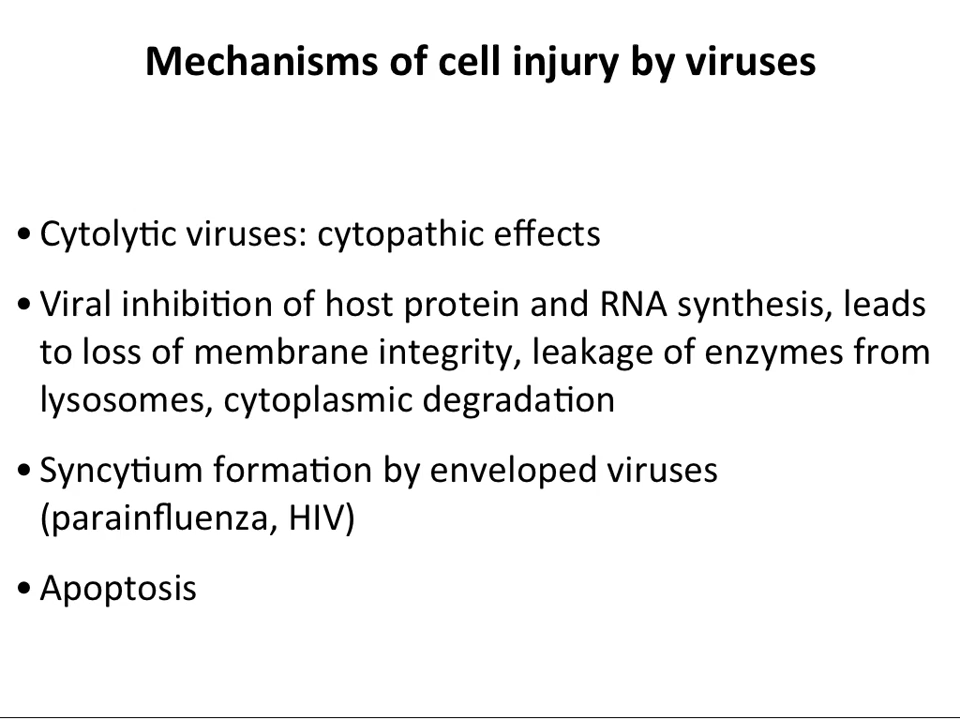 Mechanisms of cell injury by viruses
• Cytolytic viruses: cytopathic effects
• Viral inhibition of host protein and RNA synthesis, leads
to loss of membrane integrity, leakage of enzymes from
lysosomes, cytoplasmic degradation
• Syncytium formation by enveloped viruses
(parainfluenza, HIV)
• Apoptosis